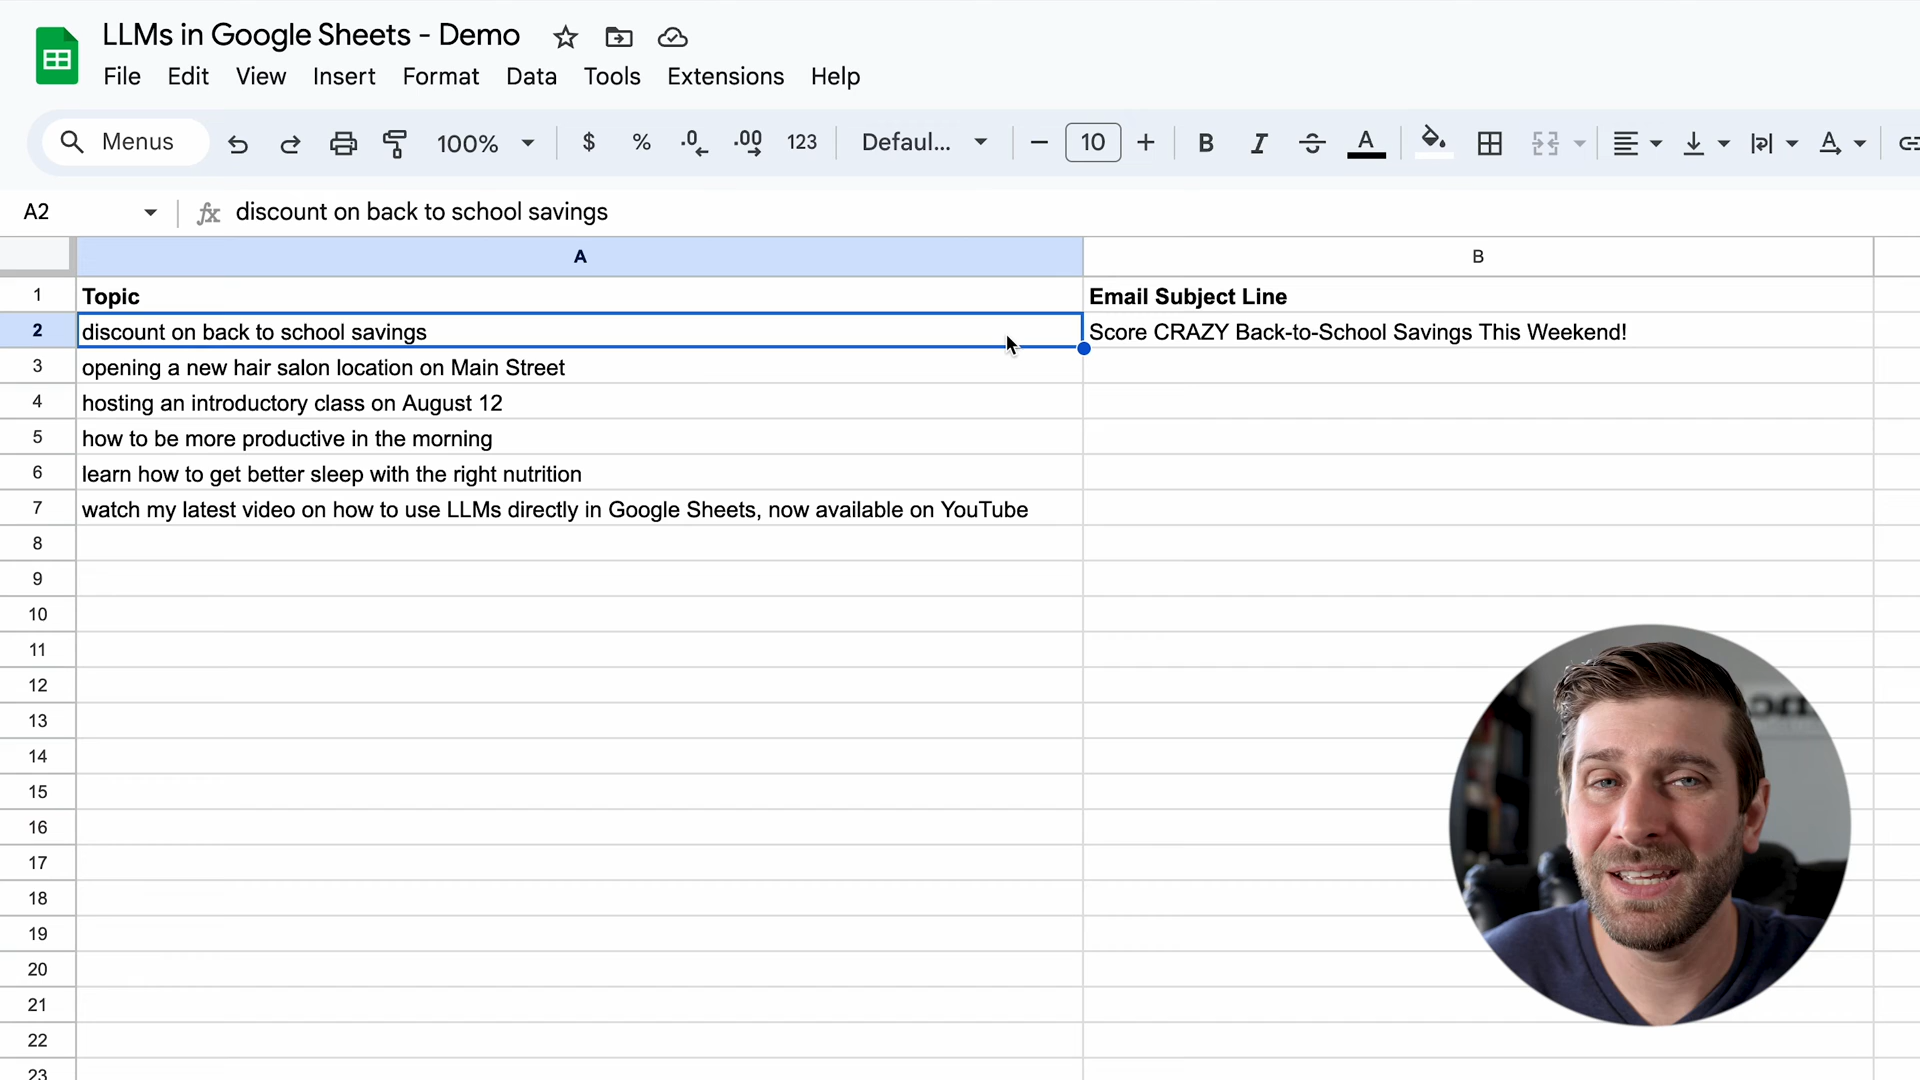 LLMs in Google Sheets - Demo
File Edit View Insert Format Data Tools Extensions Help
Menus 100% $ % .0 .00 123 Defaul... 10 B I S A A
A2 fx discount on back to school savings
A B
1 Topic Email Subject Line
2 discount on back to school savings Score CRAZY Back-to-School Savings This Weekend!
3 opening a new hair salon location on Main Street
4 hosting an introductory class on August 12
5 how to be more productive in the morning
6 learn how to get better sleep with the right nutrition
7 watch my latest video on how to use LLMs directly in Google Sheets, now available on YouTube
8
9
10
11
12
13
14
15
16
17
18
19
20
21
22
23